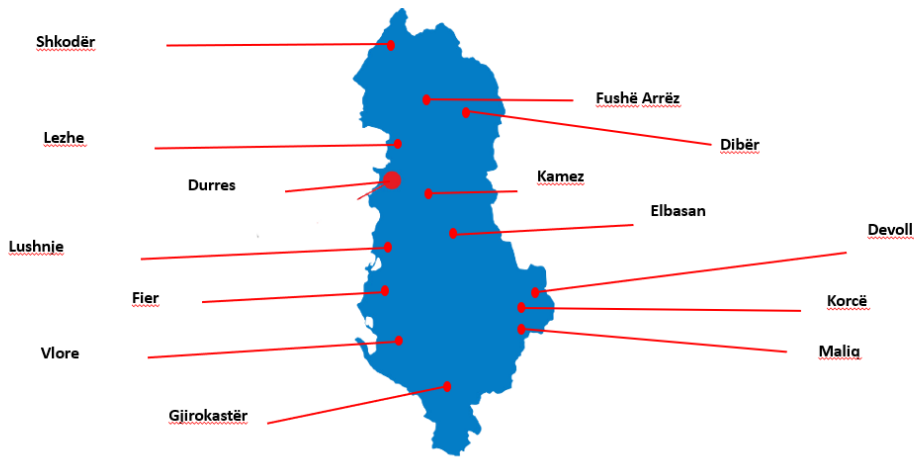 Shkodër
Fushë Arrëz
Lezhe
Dibër
Kamez
Durres
Elbasan
Devoll
Lushnje
Fier
Korcë
Maliq
Vlore
Gjirokastër